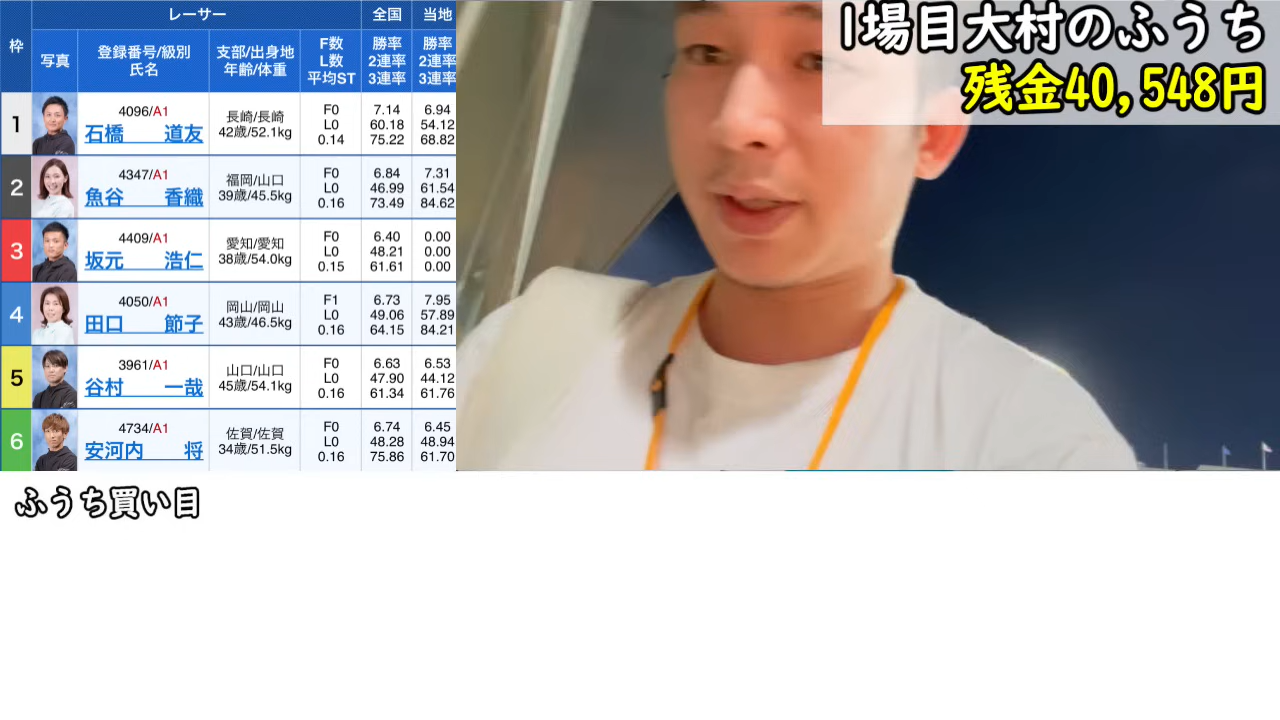 1場目大村のふうち
残金40,548円
枠 レーサー 全国 当地
写真 登録番号/級別 氏名 支部/出身地 年齢/体重 F数 L数 平均ST 勝率 2連率 3連率 勝率 2連率 3連率
1 4096/A1 石橋 道友 長崎/長崎 42歳/52.1kg F0 L0 0.14 7.14 60.18 75.22 6.94 54.12 68.82
2 4347/A1 魚谷 香織 福岡/山口 39歳/45.5kg F0 L0 0.16 6.84 46.99 73.49 7.31 61.54 84.62
3 4409/A1 坂元 浩仁 愛知/愛知 38歳/54.0kg F0 L0 0.15 6.40 48.21 61.61 0.00 0.00 0.00
4 4050/A1 田口 節子 岡山/岡山 43歳/46.5kg F1 L0 0.16 6.73 49.06 64.15 7.95 57.89 84.21
5 3961/A1 谷村 一哉 山口/山口 45歳/54.1kg F0 L0 0.16 6.63 47.90 61.34 6.53 44.12 61.76
6 4734/A1 安河内 将 佐賀/佐賀 34歳/51.5kg F0 L0 0.16 6.74 48.28 75.86 6.45 48.94 61.70
ふうち買い目